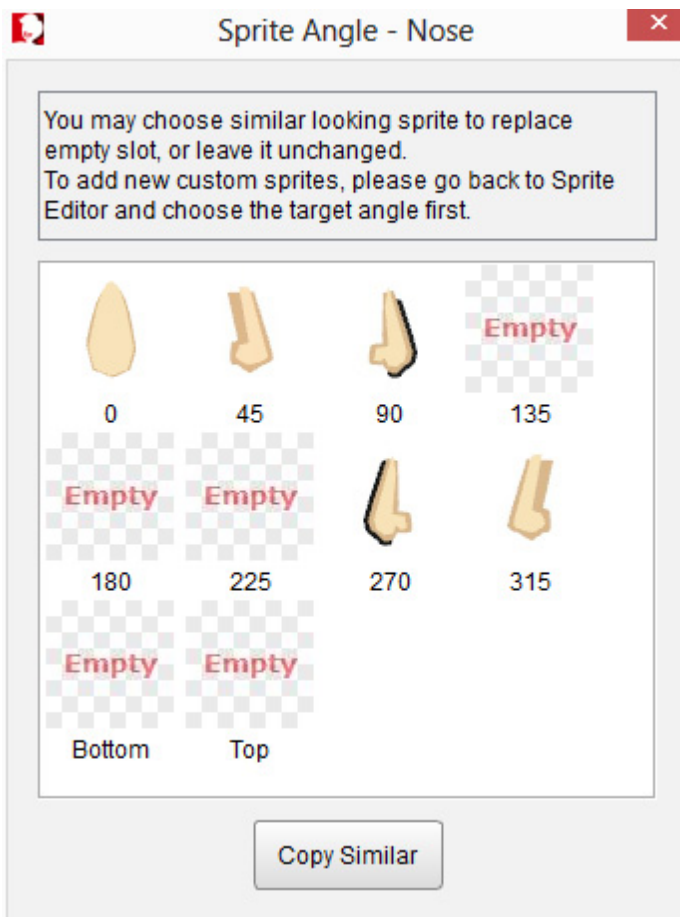 Sprite Angle - Nose
You may choose similar looking sprite to replace
empty slot, or leave it unchanged.
To add new custom sprites, please go back to Sprite
Editor and choose the target angle first.
Empty
0 45 90 135
Empty Empty
180 225 270 315
Empty Empty
Bottom Top
Copy Similar